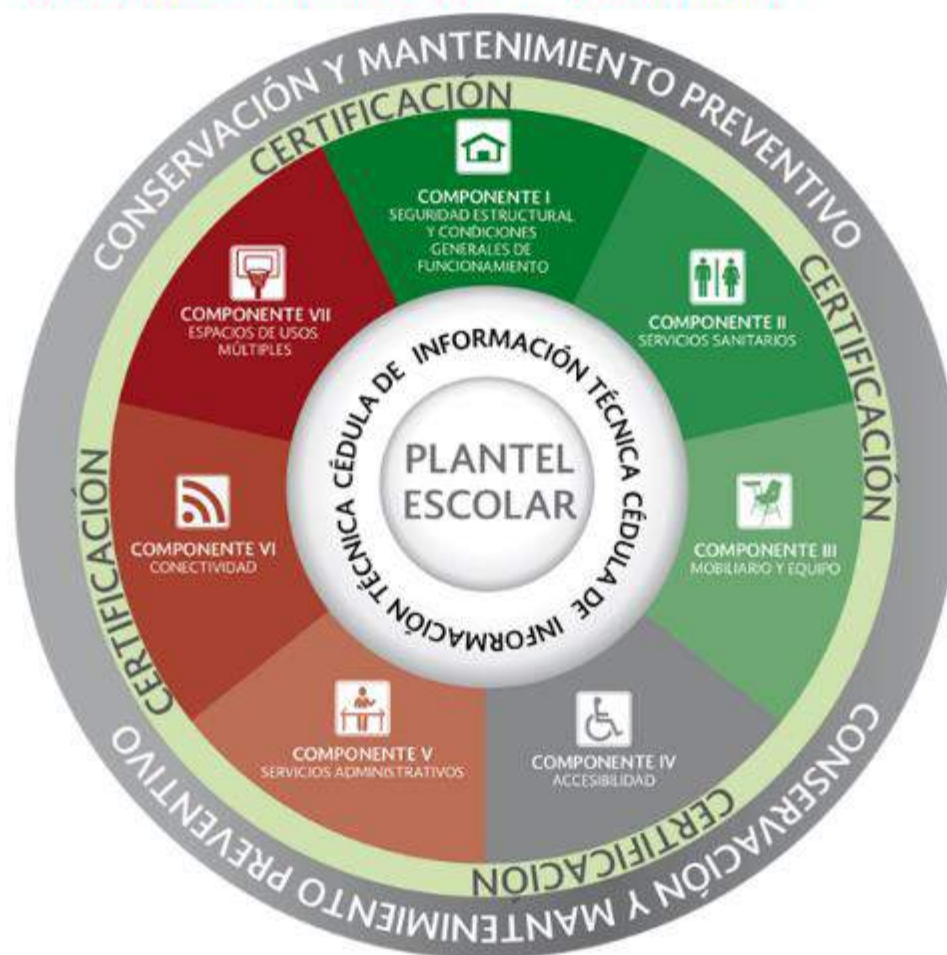 CONSERVACIÓN Y MANTENIMIENTO PREVENTIVO
CERTIFICACIÓN
CERTIFICACIÓN
COMPONENTE I
SEGURIDAD ESTRUCTURAL
Y CONDICIONES
GENERALES DE
FUNCIONAMIENTO
COMPONENTE II
SERVICIOS SANITARIOS
COMPONENTE III
MOBILIARIO Y EQUIPO
COMPONENTE IV
ACCESIBILIDAD
COMPONENTE V
SERVICIOS ADMINISTRATIVOS
COMPONENTE VI
CONECTIVIDAD
COMPONENTE VII
ESPACIOS DE USOS
MÚLTIPLES
CÉDULA DE INFORMACIÓN TÉCNICA
CÉDULA DE INFORMACIÓN TÉCNICA
PLANTEL
ESCOLAR
CERTIFICACIÓN
CERTIFICACIÓN
CONSERVACIÓN Y MANTENIMIENTO PREVENTIVO